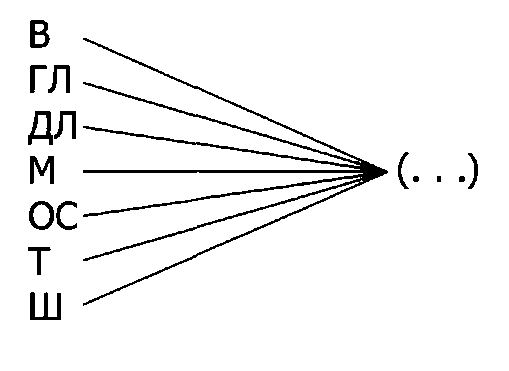 В
ГЛ
ДЛ
М
ОС
Т
Ш
(...)